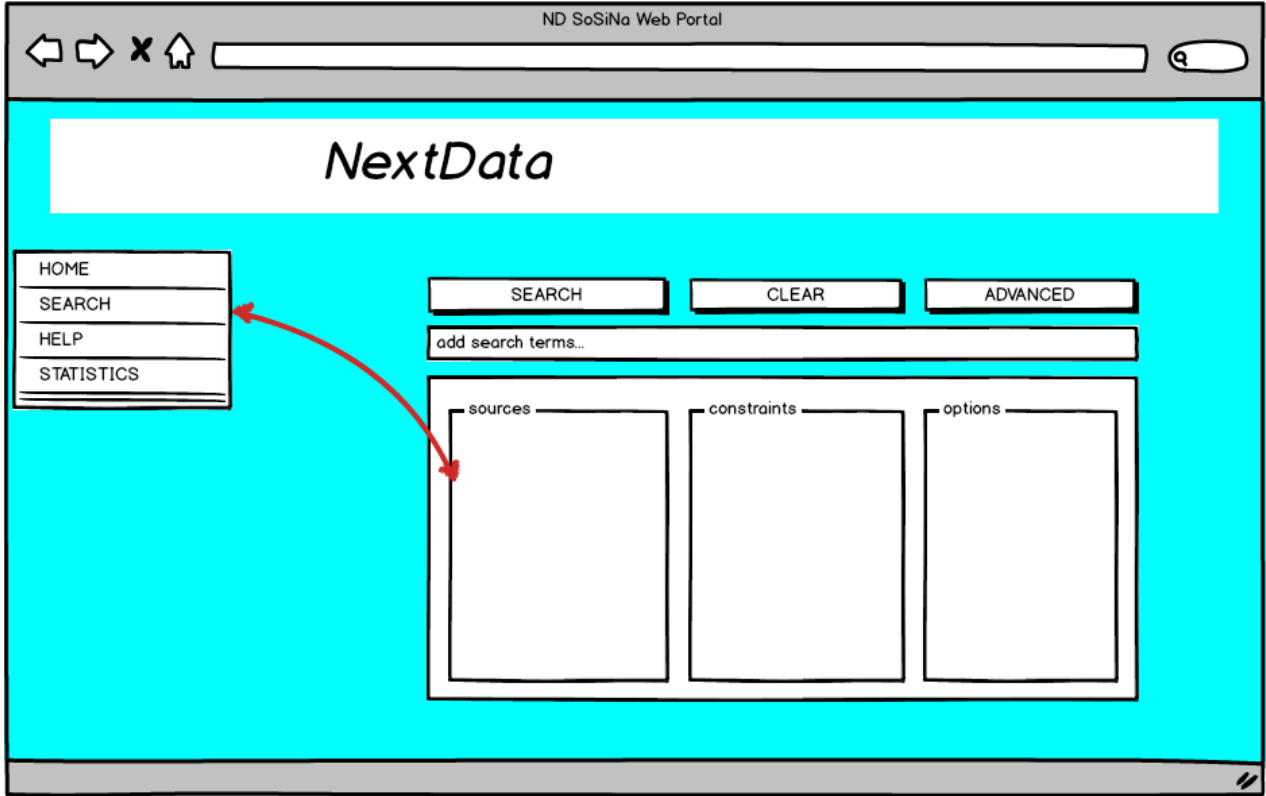 ND SoSiNa Web Portal
NextData
HOME
SEARCH
HELP
STATISTICS
SEARCH CLEAR ADVANCED
add search terms...
sources constraints options